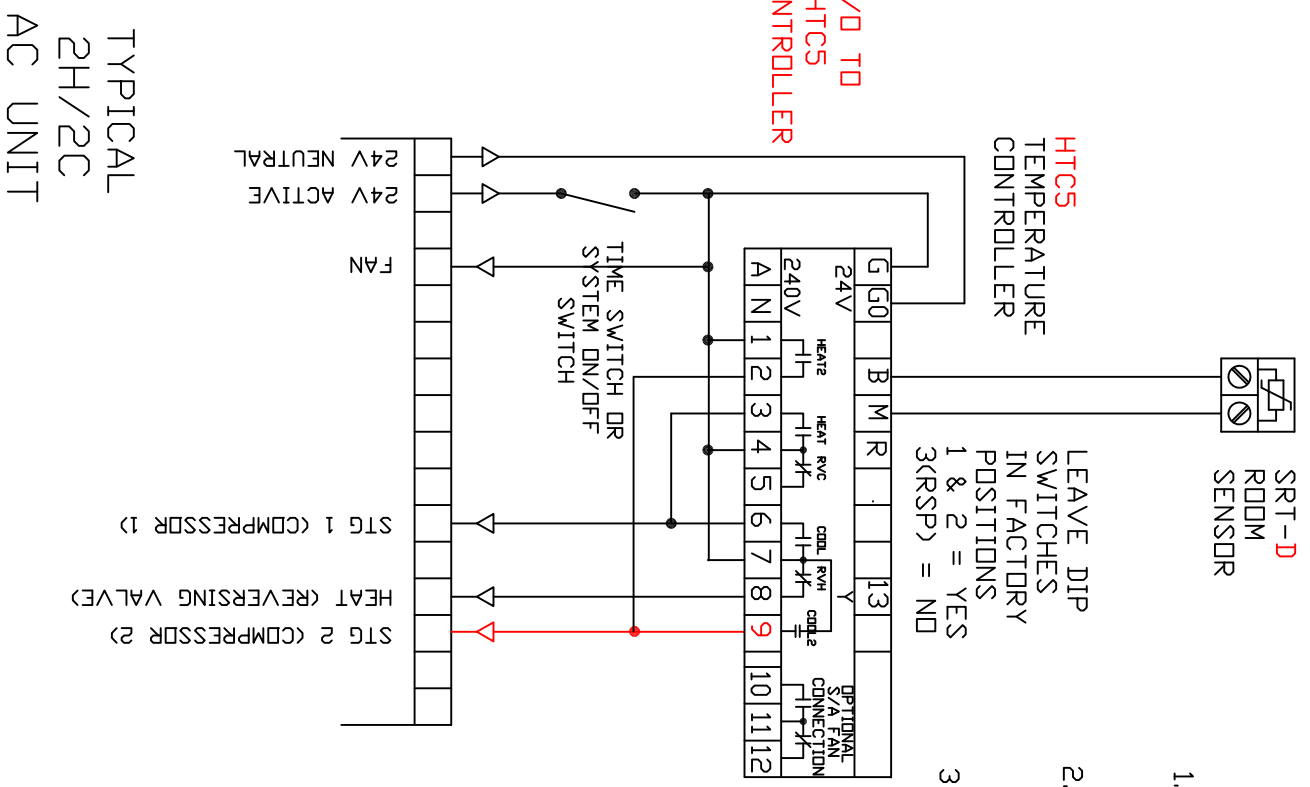 /O TO
HTC5
NTROLLER
HTC5
TEMPERATURE
CONTROLLER
SRT-D
ROOM
SENSOR
LEAVE DIP
SWITCHES
IN FACTORY
POSITIONS
1 & 2 = YES
3(RSP) = NO
1.
2.
3
G G0 B M R . 13
24V
240V
HEAT2
HEAT RVC
COOL RVH
COOL2
OPTIONAL
S/A FAN
CONNECTION
A N 1 2 3 4 5 6 7 8 9 10 11 12
TIME SWITCH OR
SYSTEM ON/OFF
SWITCH
24V NEUTRAL
24V ACTIVE
FAN
STG 1 (COMPRESSOR 1)
HEAT (REVERSING VALVE)
STG 2 (COMPRESSOR 2)
TYPICAL
2H/2C
AC UNIT